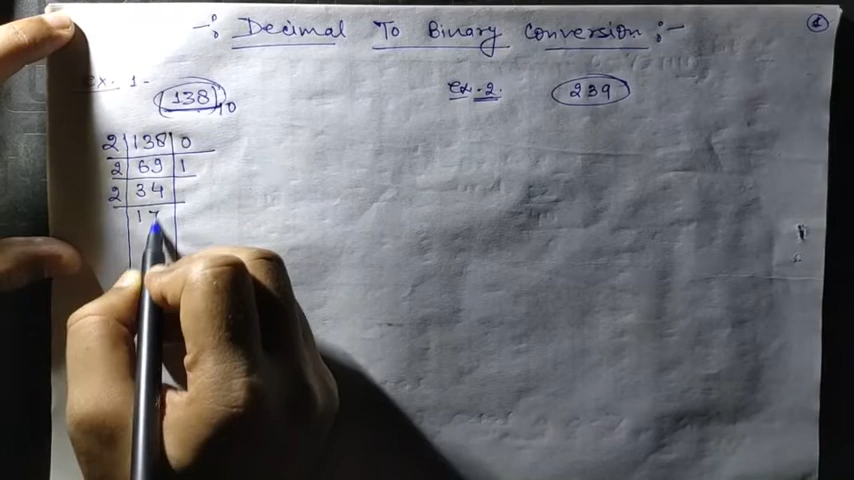 -: Decimal To Binary Conversion :-
1
Ex. 1-
138 10
2 138 0
2 69 1
2 34
17
Ex. 2
239